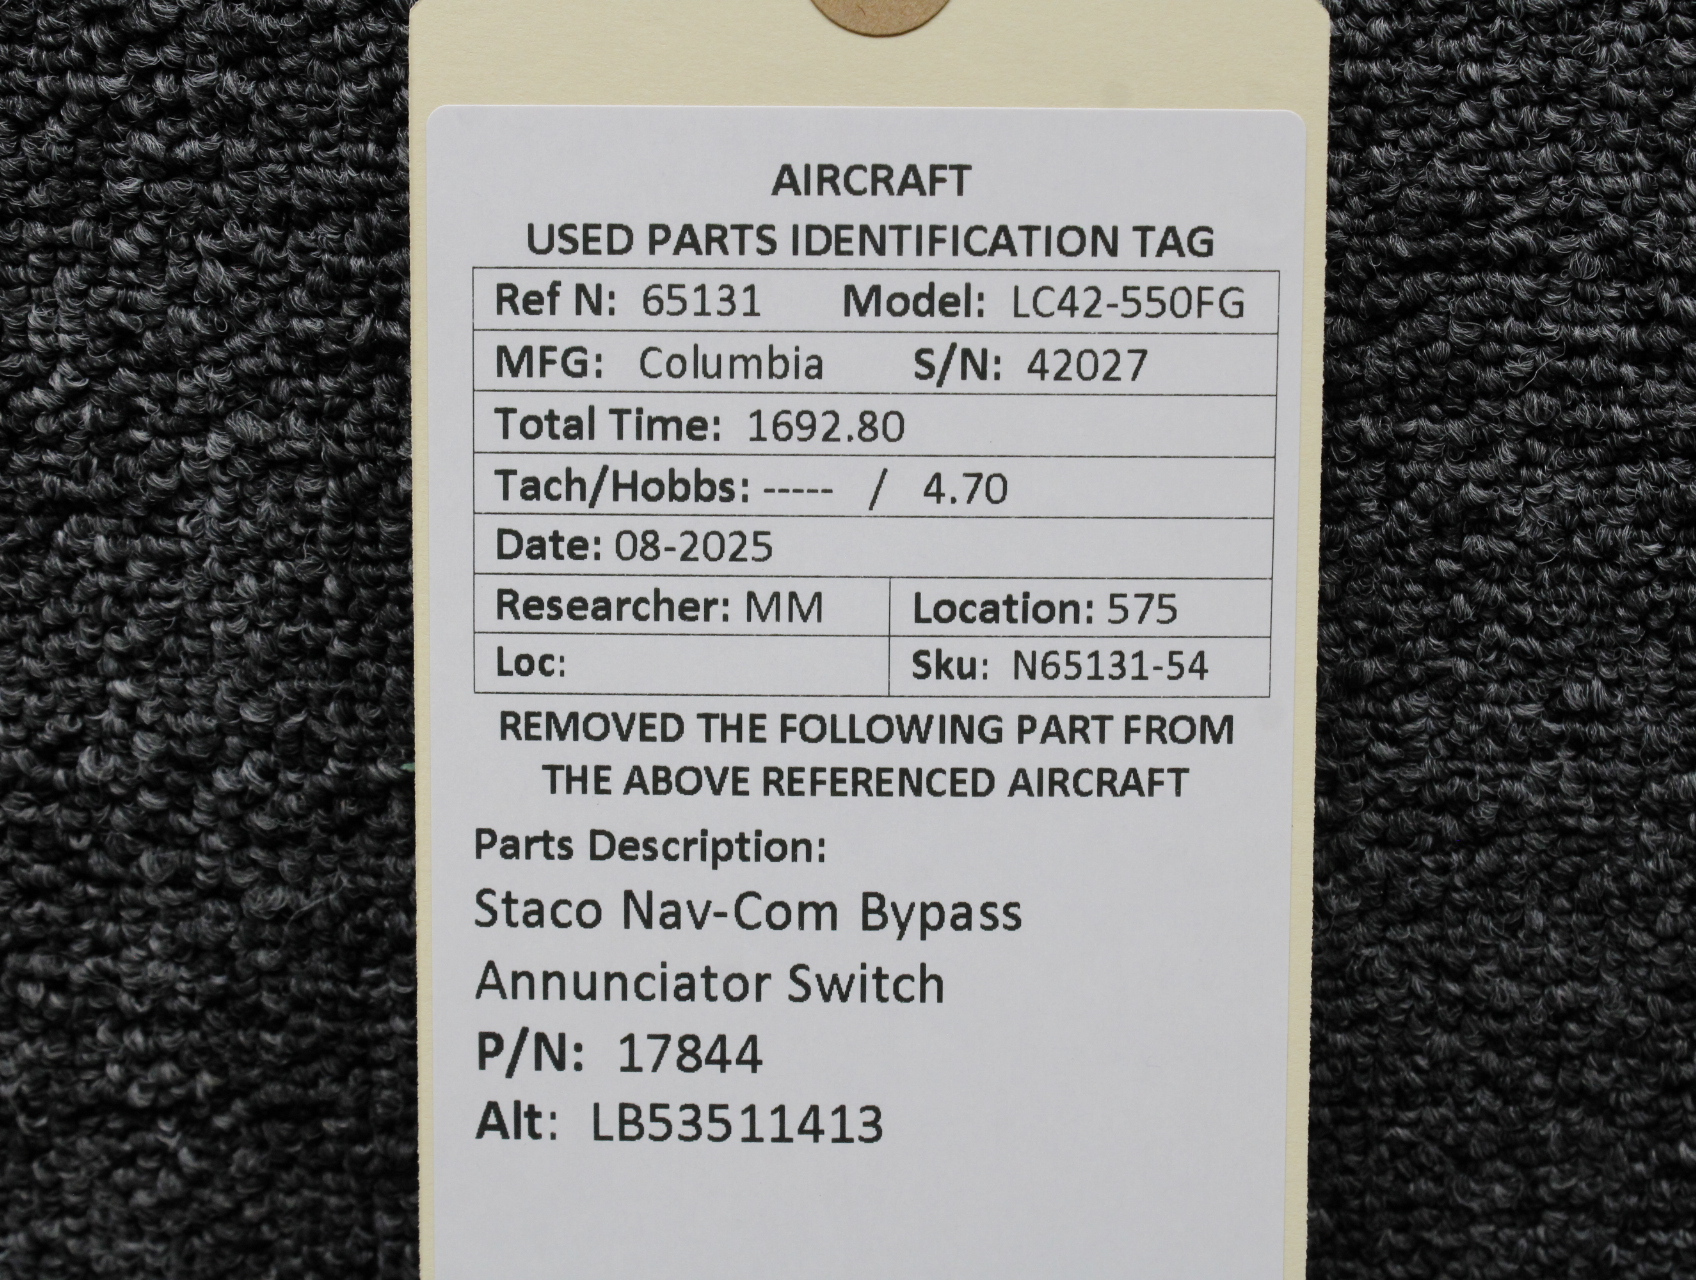 AIRCRAFT
USED PARTS IDENTIFICATION TAG
Ref N: 65131 Model: LC42-550FG
MFG: Columbia S/N: 42027
Total Time: 1692.80
Tach/Hobbs: ----- / 4.70
Date: 08-2025
Researcher: MM Location: 575
Loc: Sku: N65131-54
REMOVED THE FOLLOWING PART FROM
THE ABOVE REFERENCED AIRCRAFT
Parts Description:
Staco Nav-Com Bypass
Annunciator Switch
P/N: 17844
Alt: LB53511413